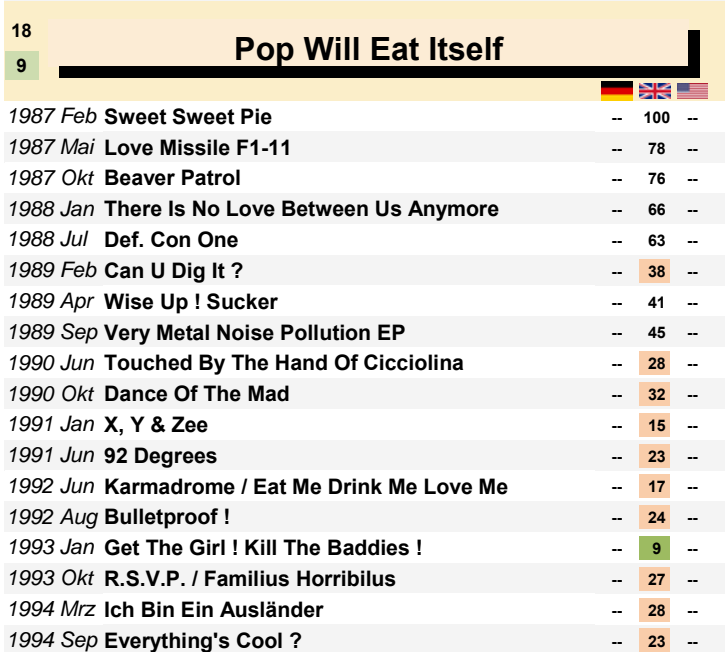 18
Pop Will Eat Itself
9
1987 Feb Sweet Sweet Pie -- 100 --
1987 Mai Love Missile F1-11 -- 78 --
1987 Okt Beaver Patrol -- 76 --
1988 Jan There Is No Love Between Us Anymore -- 66 --
1988 Jul Def. Con One -- 63 --
1989 Feb Can U Dig It ? -- 38 --
1989 Apr Wise Up ! Sucker -- 41 --
1989 Sep Very Metal Noise Pollution EP -- 45 --
1990 Jun Touched By The Hand Of Cicciolina -- 28 --
1990 Okt Dance Of The Mad -- 32 --
1991 Jan X, Y & Zee -- 15 --
1991 Jun 92 Degrees -- 23 --
1992 Jun Karmadrome / Eat Me Drink Me Love Me -- 17 --
1992 Aug Bulletproof ! -- 24 --
1993 Jan Get The Girl ! Kill The Baddies ! -- 9 --
1993 Okt R.S.V.P. / Familius Horribilus -- 27 --
1994 Mrz Ich Bin Ein Ausländer -- 28 --
1994 Sep Everything's Cool ? -- 23 --